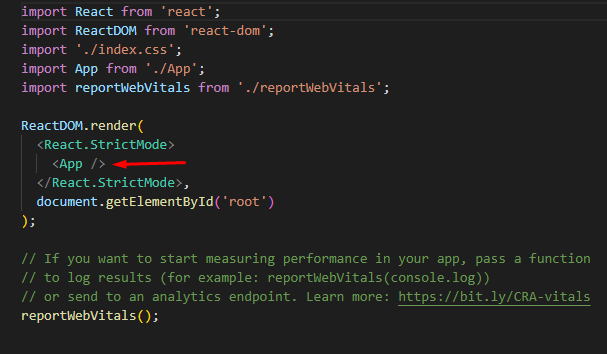 import React from 'react';
import ReactDOM from 'react-dom';
import './index.css';
import App from './App';
import reportWebVitals from './reportWebVitals';
ReactDOM.render(
<React.StrictMode>
<App />
</React.StrictMode>,
document.getElementById('root')
);
// If you want to start measuring performance in your app, pass a function
// to log results (for example: reportWebVitals(console.log))
// or send to an analytics endpoint. Learn more: https://bit.ly/CRA-vitals
reportWebVitals();